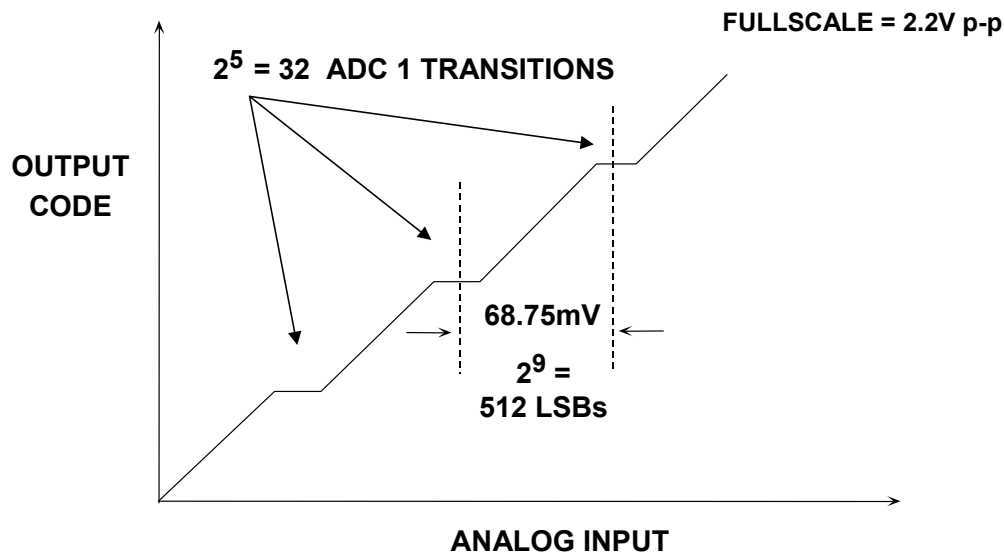 FULLSCALE = 2.2V p-p
2⁵ = 32 ADC 1 TRANSITIONS
OUTPUT
CODE
68.75mV
2⁹ =
512 LSBs
ANALOG INPUT